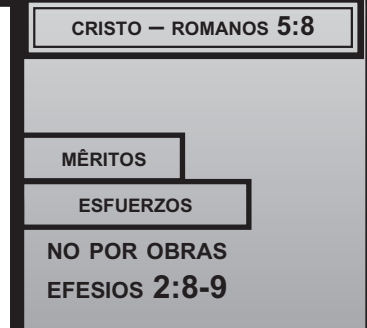 CRISTO – ROMANOS 5:8
MÊRITOS
ESFUERZOS
NO POR OBRAS
EFESIOS 2:8-9